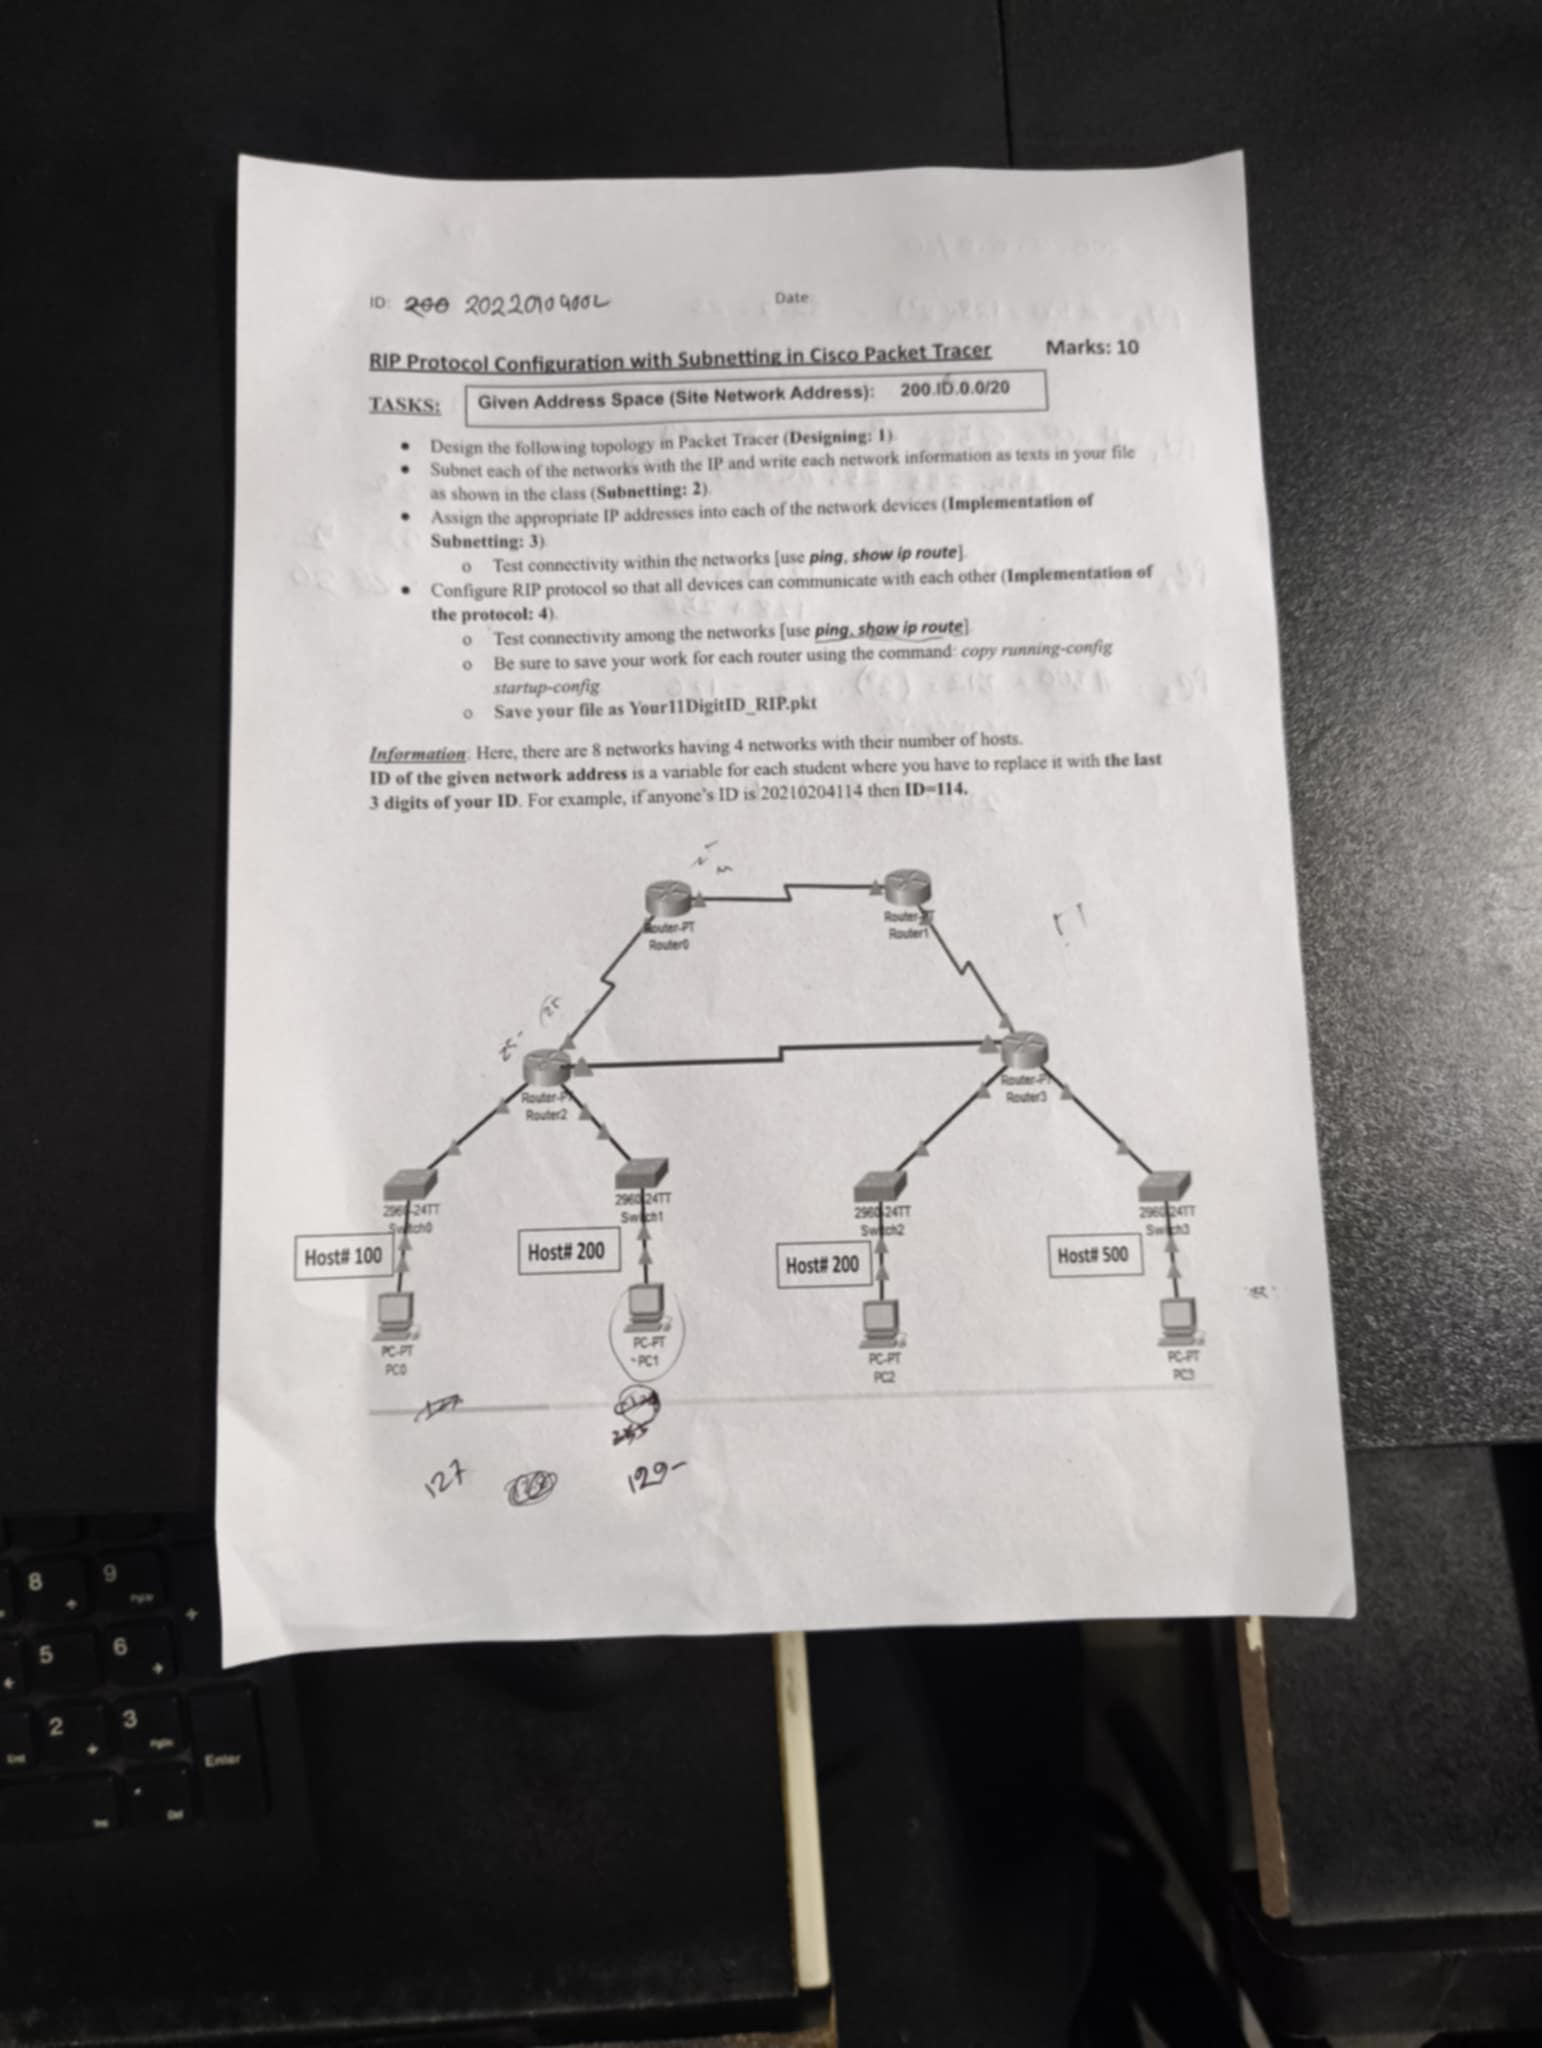 ID: 200 2022010400L
Date:
RIP Protocol Configuration with Subnetting in Cisco Packet Tracer Marks: 10
TASKS: Given Address Space (Site Network Address): 200.ID.0.0/20
• Design the following topology in Packet Tracer (Designing: 1).
• Subnet each of the networks with the IP and write each network information as texts in your file
as shown in the class (Subnetting: 2).
• Assign the appropriate IP addresses into each of the network devices (Implementation of
Subnetting: 3).
o Test connectivity within the networks [use ping, show ip route].
• Configure RIP protocol so that all devices can communicate with each other (Implementation of
the protocol: 4).
o Test connectivity among the networks [use ping, show ip route].
o Be sure to save your work for each router using the command: copy running-config
startup-config
o Save your file as Your11DigitID_RIP.pkt
Information: Here, there are 8 networks having 4 networks with their number of hosts.
ID of the given network address is a variable for each student where you have to replace it with the last
3 digits of your ID. For example, if anyone's ID is 20210204114 then ID=114.
Router-PT
Router0
Router-PT
Router1
Router-PT
Router2
Router-PT
Router3
2960-24TT
Switch0
2960-24TT
Switch1
2960-24TT
Switch2
2960-24TT
Switch3
Host# 100
Host# 200
Host# 200
Host# 500
PC-PT
PC0
PC-PT
PC1
PC-PT
PC2
PC-PT
PC3
127
129-
8
9
PgUp
5
6
2
3
PgDn
End
Enter
Ins
Del